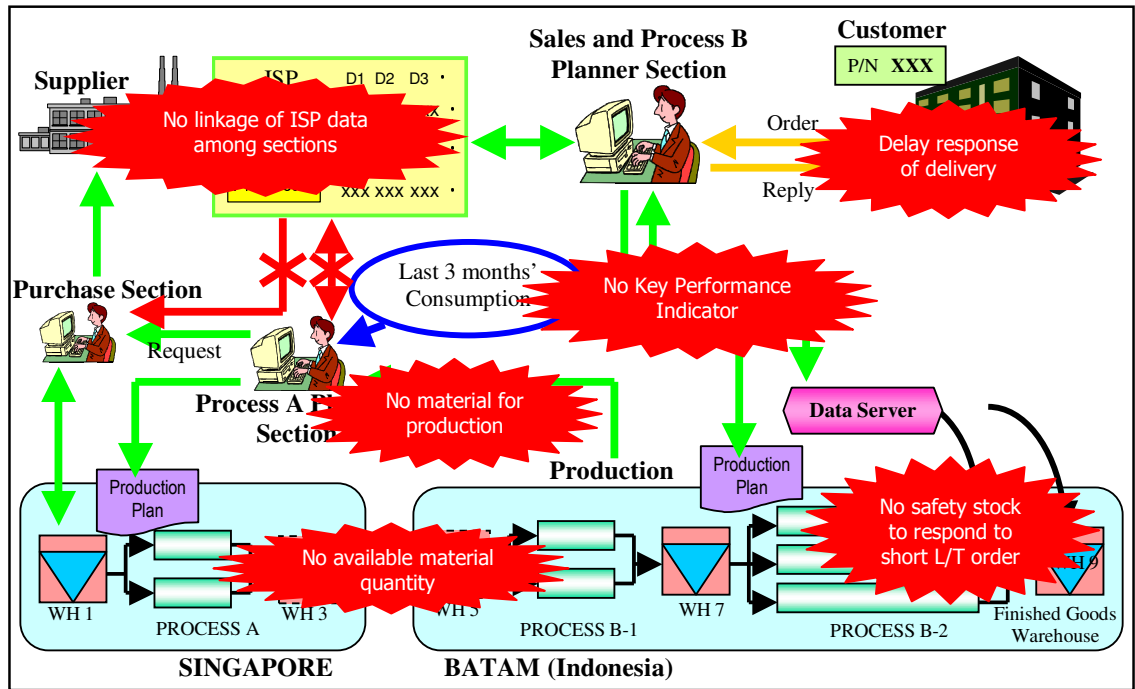 Customer
P/N XXX
Sales and Process B
Planner Section
Supplier
ISP D1 D2 D3
No linkage of ISP data
among sections
XXX XXX XXX
Order
Delay response
of delivery
Reply
Last 3 months’
Consumption
No Key Performance
Indicator
Purchase Section
Request
Process A
Section
No material for
production
Data Server
Production
Production
Plan
Production
Plan
No safety stock
to respond to
short L/T order
No available material
quantity
WH 1
WH 3
WH 5
WH 7
WH 9
PROCESS A
PROCESS B-1
PROCESS B-2
Finished Goods
Warehouse
SINGAPORE
BATAM (Indonesia)